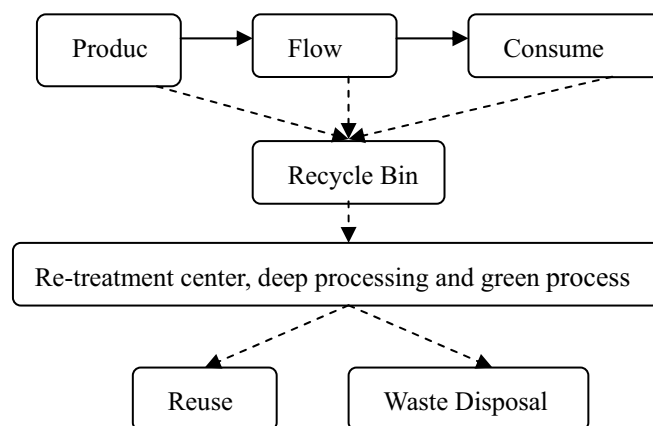 Produc
Flow
Consume
Recycle Bin
Re-treatment center, deep processing and green process
Reuse
Waste Disposal